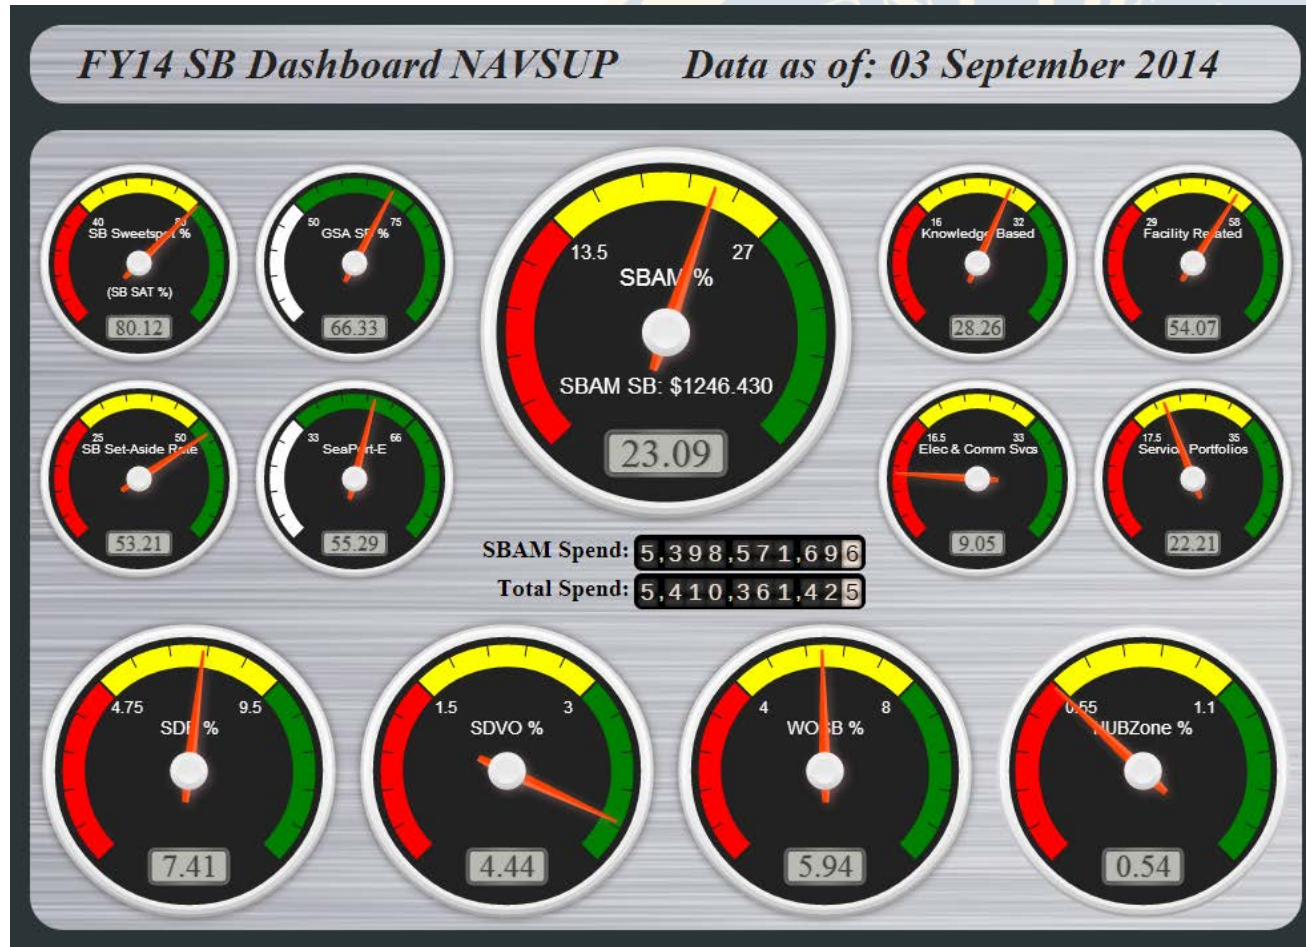 FY14 SB Dashboard NAVSUP Data as of: 03 September 2014
40 80
SB Sweetspot %
(SB SAT %)
80.12
50 75
GSA SB %
66.33
13.5 27
SBAM %
SBAM SB: $1246.430
23.09
16 32
Knowledge Based
28.26
29 58
Facility Related
54.07
25 50
SB Set-Aside Rate
53.21
33 66
SeaPort-E
55.29
16.5 33
Elec & Comm Svcs
9.05
17.5 35
Service Portfolios
22.21
SBAM Spend: 5,398,571,696
Total Spend: 5,410,361,425
4.75 9.5
SDB %
7.41
1.5 3
SDVO %
4.44
4 8
WOSB %
5.94
0.55 1.1
HUBZone %
0.54